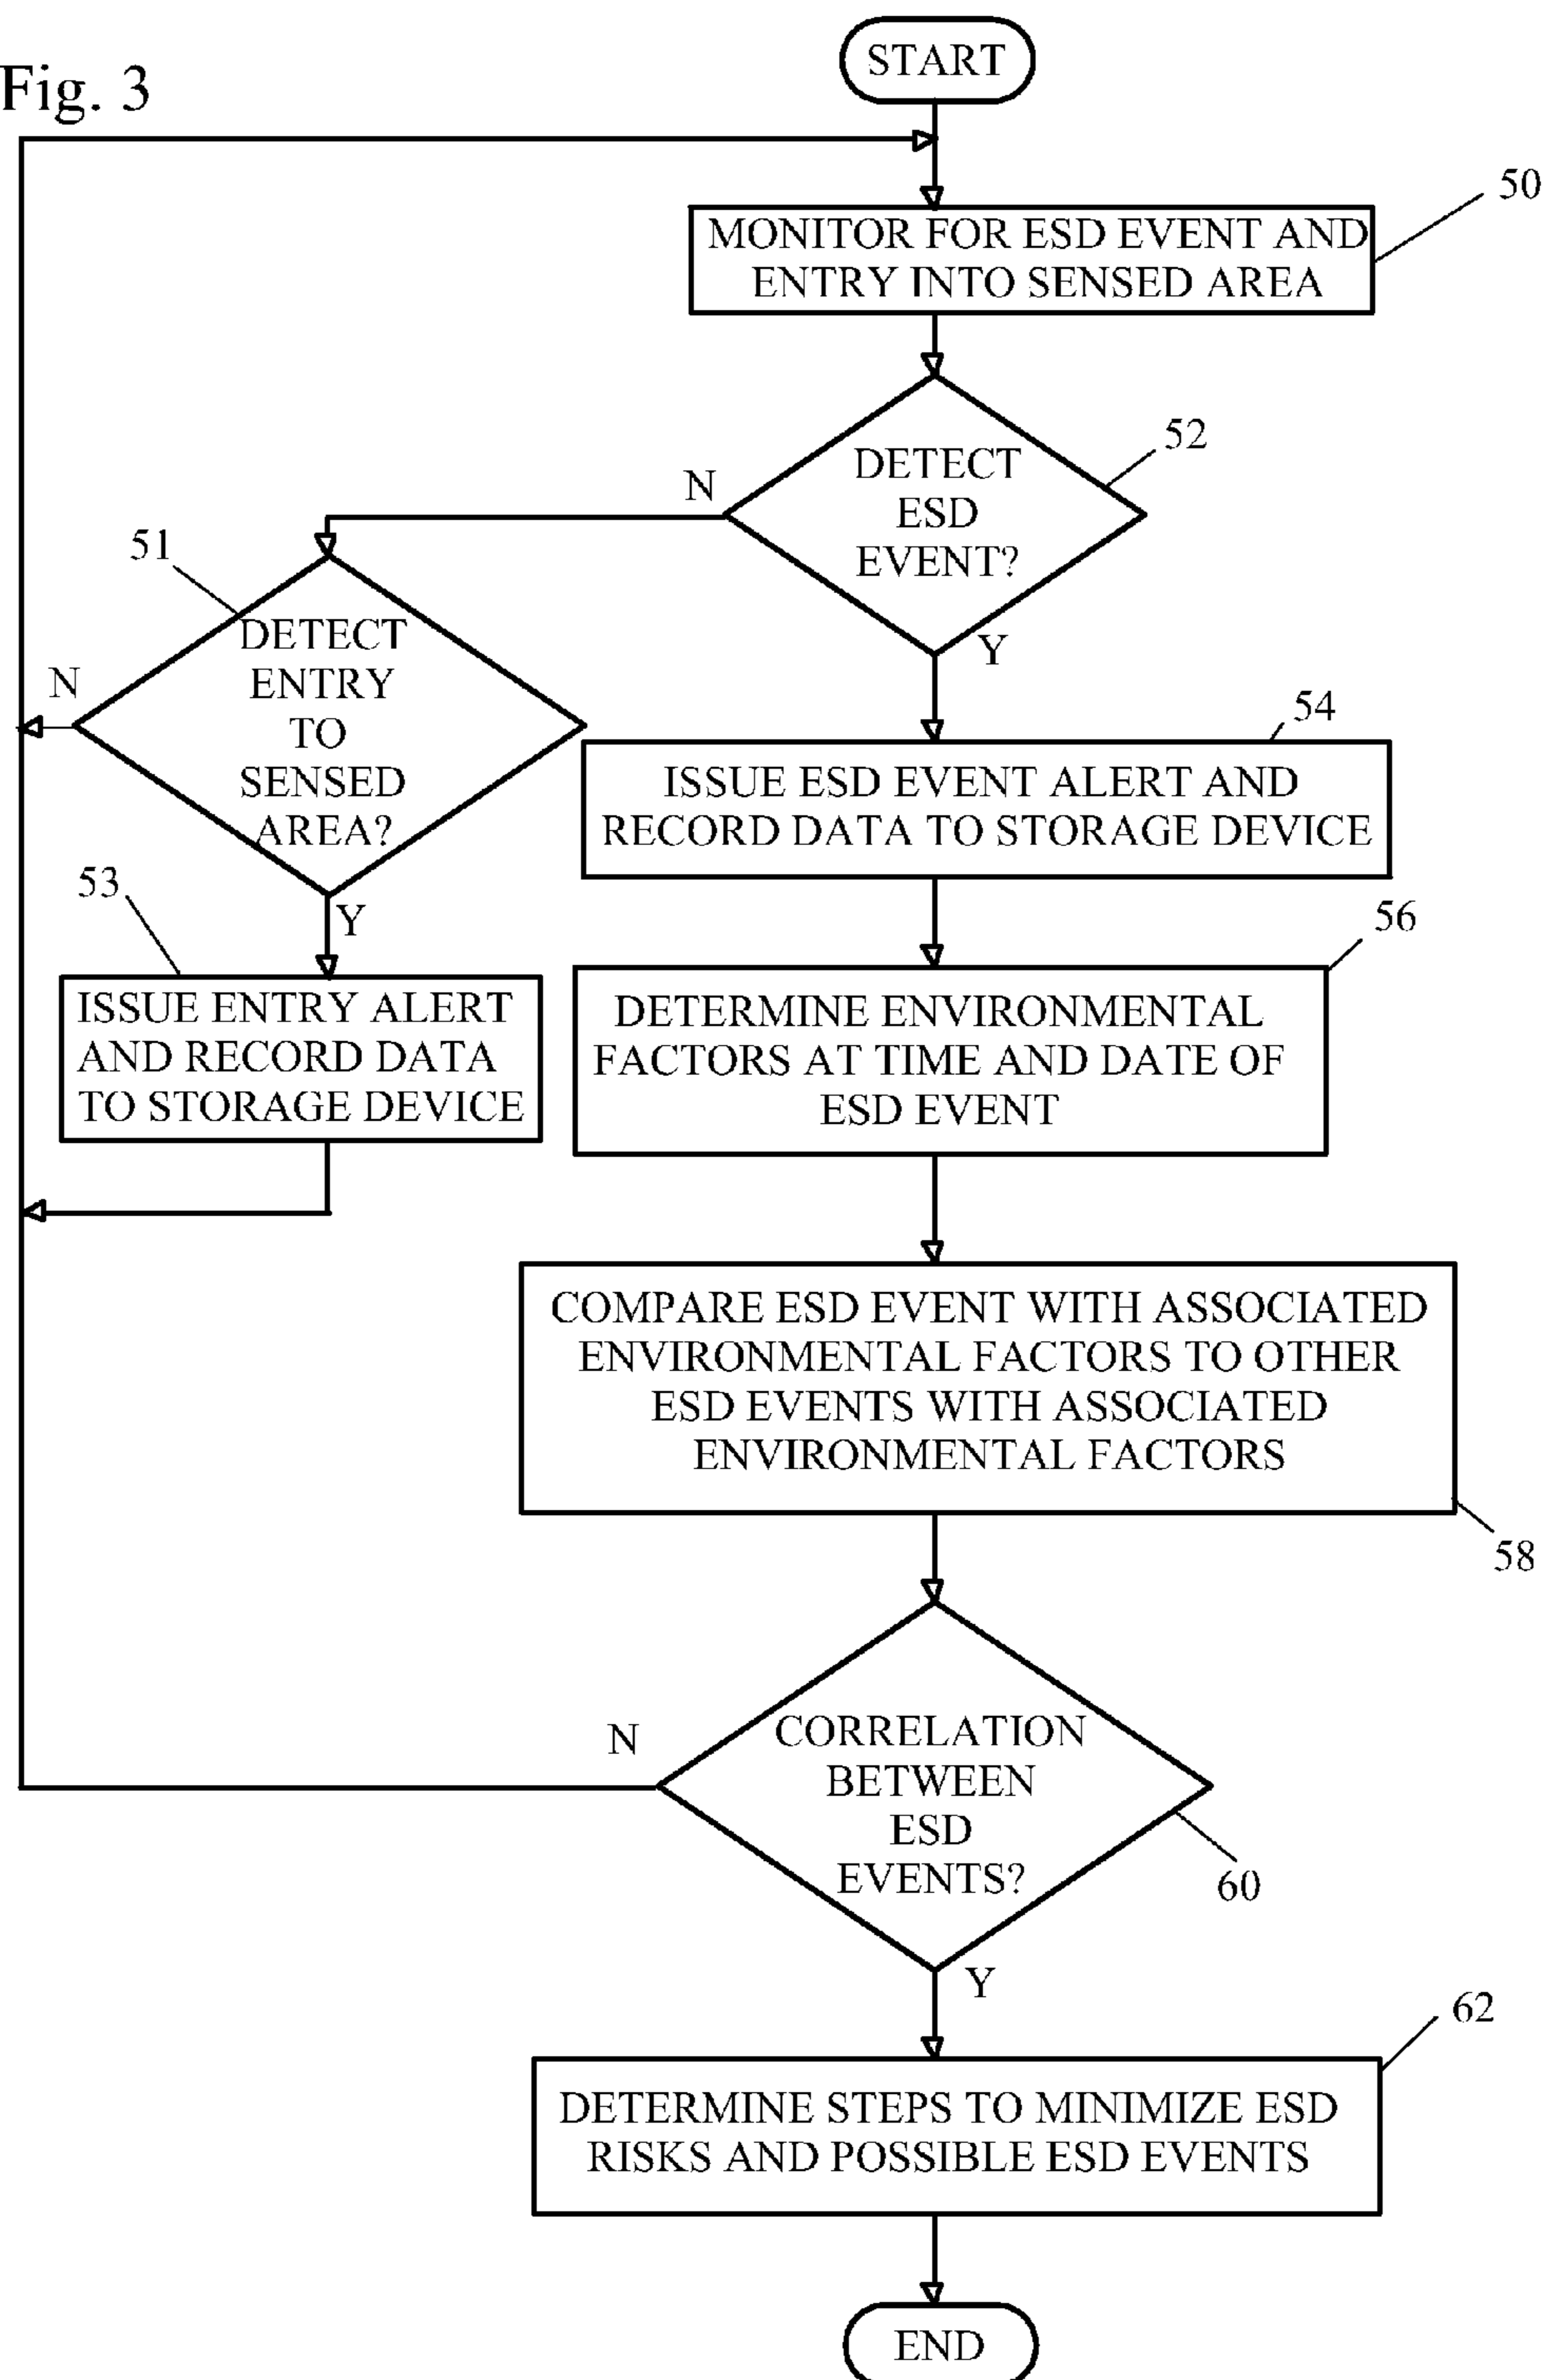 Fig. 3
START
50
MONITOR FOR ESD EVENT AND
ENTRY INTO SENSED AREA
52
DETECT
ESD
EVENT?
N
Y
51
DETECT
ENTRY
TO
SENSED
AREA?
N
Y
53
ISSUE ENTRY ALERT
AND RECORD DATA
TO STORAGE DEVICE
54
ISSUE ESD EVENT ALERT AND
RECORD DATA TO STORAGE DEVICE
56
DETERMINE ENVIRONMENTAL
FACTORS AT TIME AND DATE OF
ESD EVENT
COMPARE ESD EVENT WITH ASSOCIATED
ENVIRONMENTAL FACTORS TO OTHER
ESD EVENTS WITH ASSOCIATED
ENVIRONMENTAL FACTORS
58
N
CORRELATION
BETWEEN
ESD
EVENTS?
60
Y
62
DETERMINE STEPS TO MINIMIZE ESD
RISKS AND POSSIBLE ESD EVENTS
END